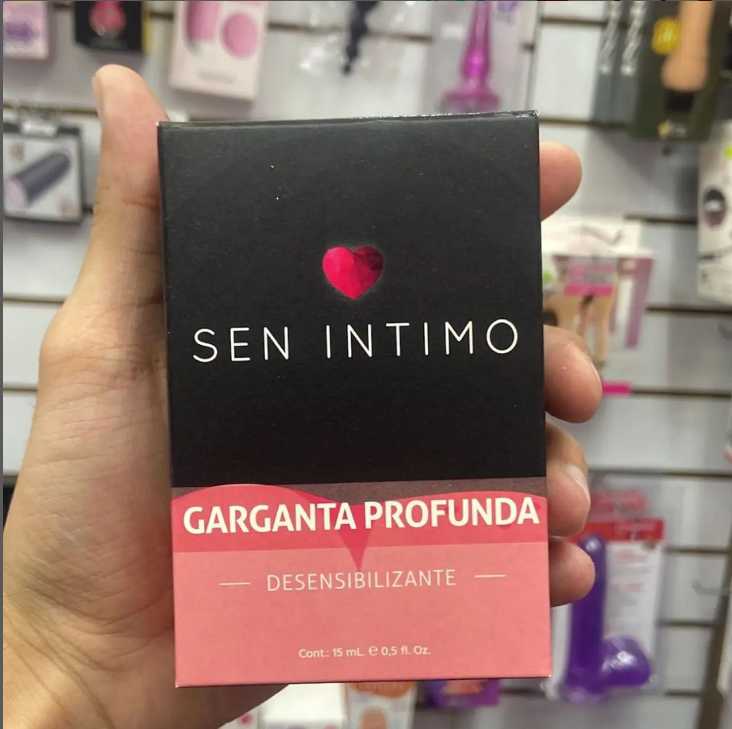 SEN INTIMO
GARGANTA PROFUNDA
DESENSIBILIZANTE
Cont.: 15 mL ℮ 0,5 fl. Oz.